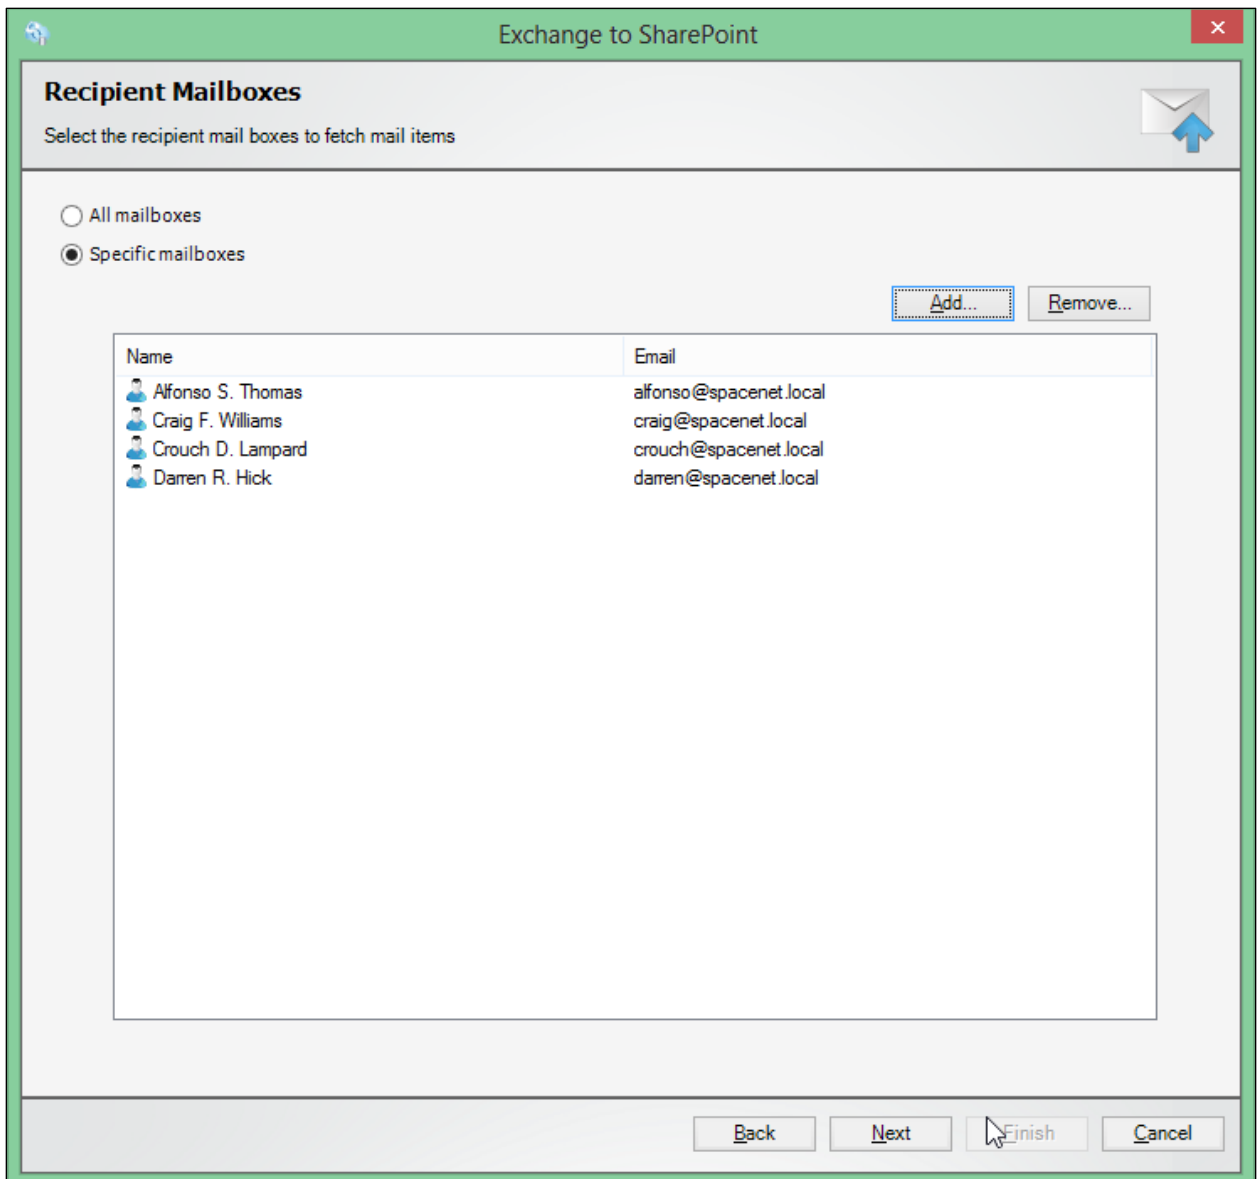 Exchange to SharePoint
Recipient Mailboxes
Select the recipient mail boxes to fetch mail items
All mailboxes
Specific mailboxes
Add... Remove...
Name Email
Alfonso S. Thomas alfonso@spacenet.local
Craig F. Williams craig@spacenet.local
Crouch D. Lampard crouch@spacenet.local
Darren R. Hick darren@spacenet.local
Back Next Finish Cancel